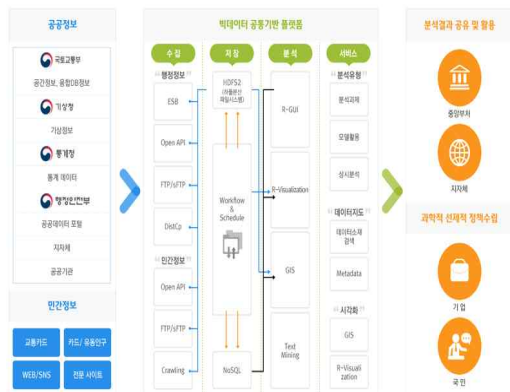 공공정보
국토교통부
공간정보, 융합DB정보
기상청
기상정보
통계청
통계 데이터
행정안전부
공공데이터 포털
지자체
공공기관
민간정보
교통카드
카드/ 유동인구
WEB/SNS
전문 사이트
빅데이터 공통기반 플랫폼
수집
행정정보
ESB
Open API
FTP/sFTP
DistCp
민간정보
Open API
FTP/sFTP
Crawling
저장
HDFS2
(하둡분산
파일시스템)
Workflow
&
Schedule
NoSQL
분석
R-GUI
R-Visualization
GIS
Text
Mining
서비스
분석유형
분석과제
모델활용
상시분석
데이터지도
데이터소재
검색
Metadata
시각화
GIS
R-Visuali
zation
분석결과 공유 및 활용
중앙부처
지자체
과학적 선제적 정책수립
기업
국민